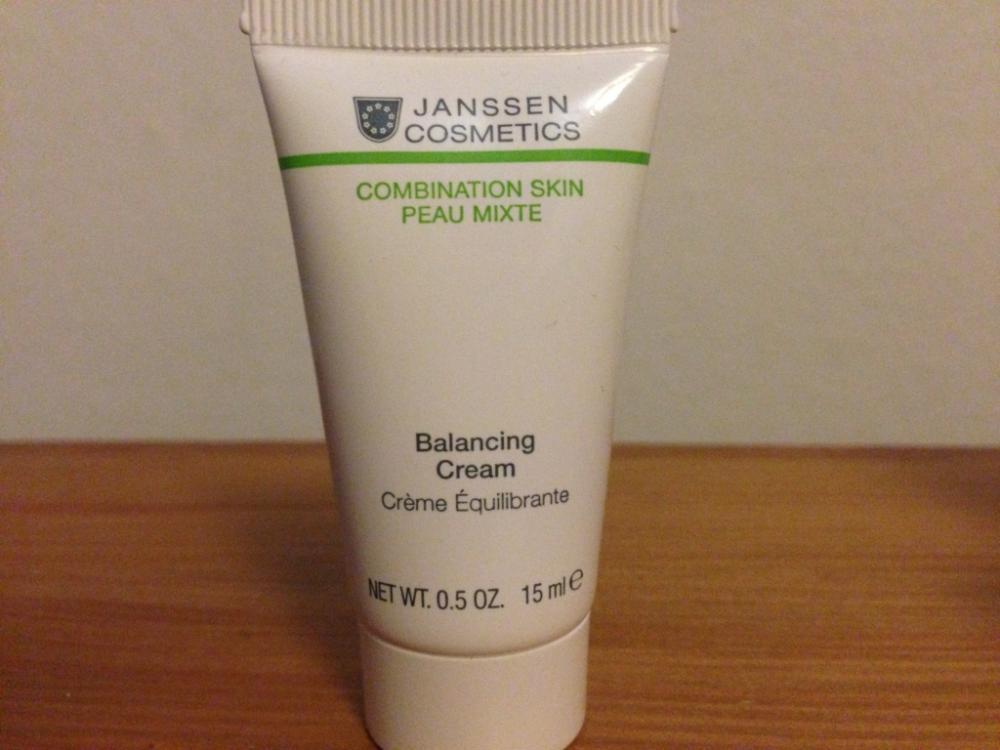 JANSSEN
COSMETICS
COMBINATION SKIN
PEAU MIXTE
Balancing
Cream
Crème Équilibrante
NET WT. 0.5 OZ. 15 ml e